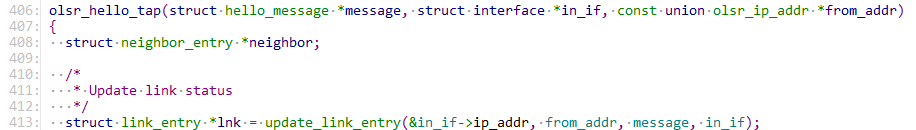 406: olsr_hello_tap(struct hello_message *message, struct interface *in_if, const union olsr_ip_addr *from_addr)
407: {
408:   struct neighbor_entry *neighbor;
409:
410:   /*
411:    * Update link status
412:    */
413:   struct link_entry *lnk = update_link_entry(&in_if->ip_addr, from_addr, message, in_if);